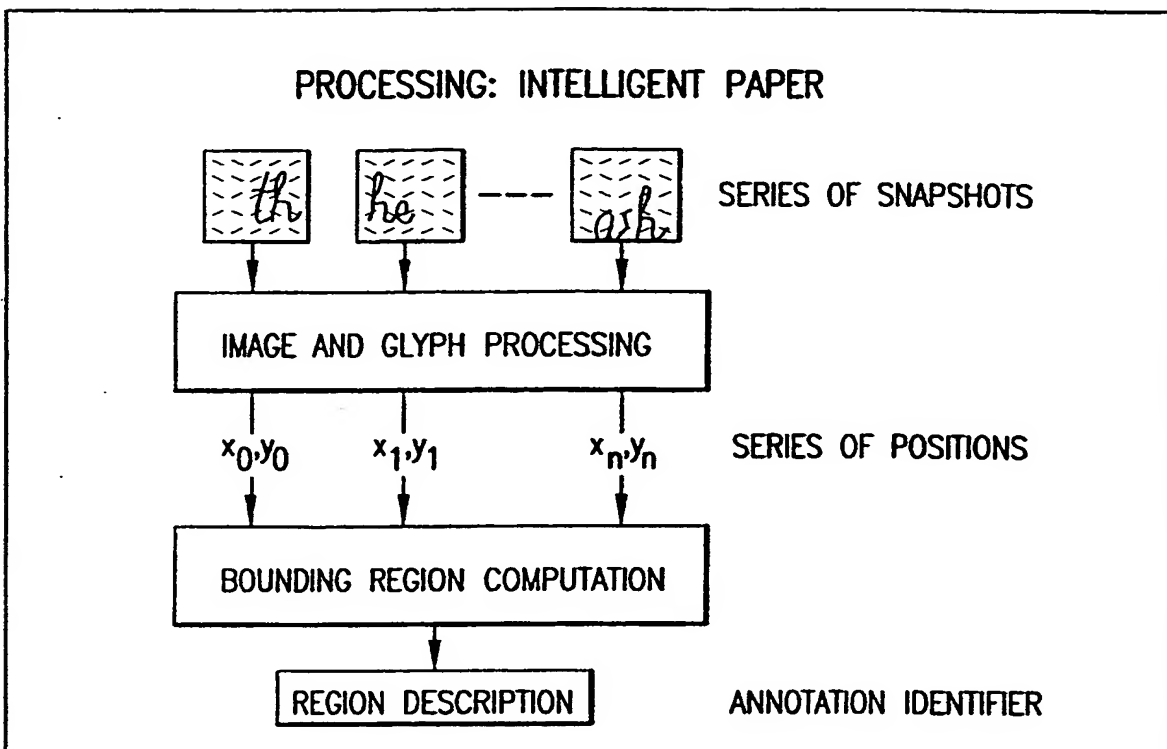 PROCESSING: INTELLIGENT PAPER
th he ash SERIES OF SNAPSHOTS
IMAGE AND GLYPH PROCESSING
x0,y0 x1,y1 xn,yn SERIES OF POSITIONS
BOUNDING REGION COMPUTATION
REGION DESCRIPTION ANNOTATION IDENTIFIER